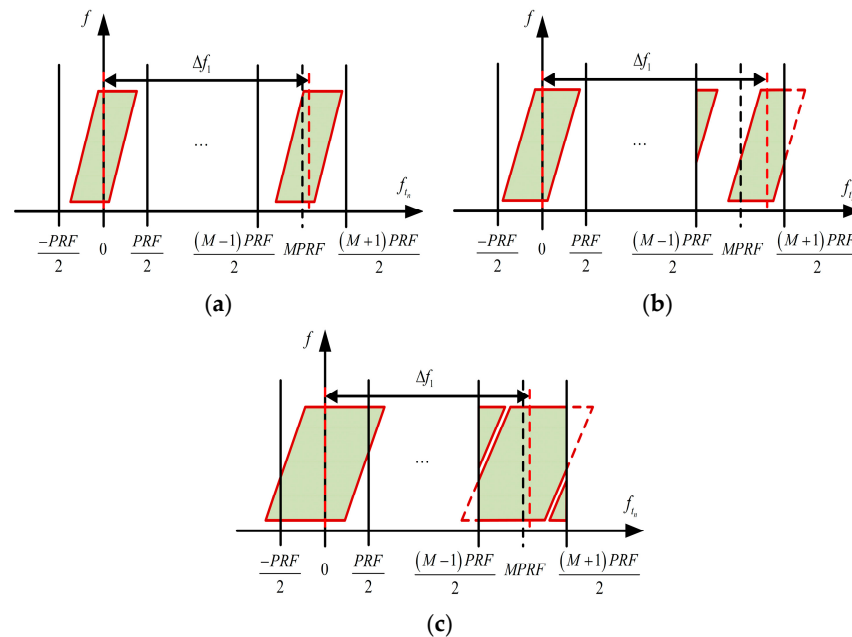 f
Δf₁
...
f_{t_n}
-PRF/2 0 PRF/2 (M-1)PRF/2 MPRF (M+1)PRF/2
(a)
f
Δf₁
...
f_t
-PRF/2 0 PRF/2 (M-1)PRF/2 MPRF (M+1)PRF/2
(b)
f
Δf₁
...
f_{t_n}
-PRF/2 0 PRF/2 (M-1)PRF/2 MPRF (M+1)PRF/2
(c)